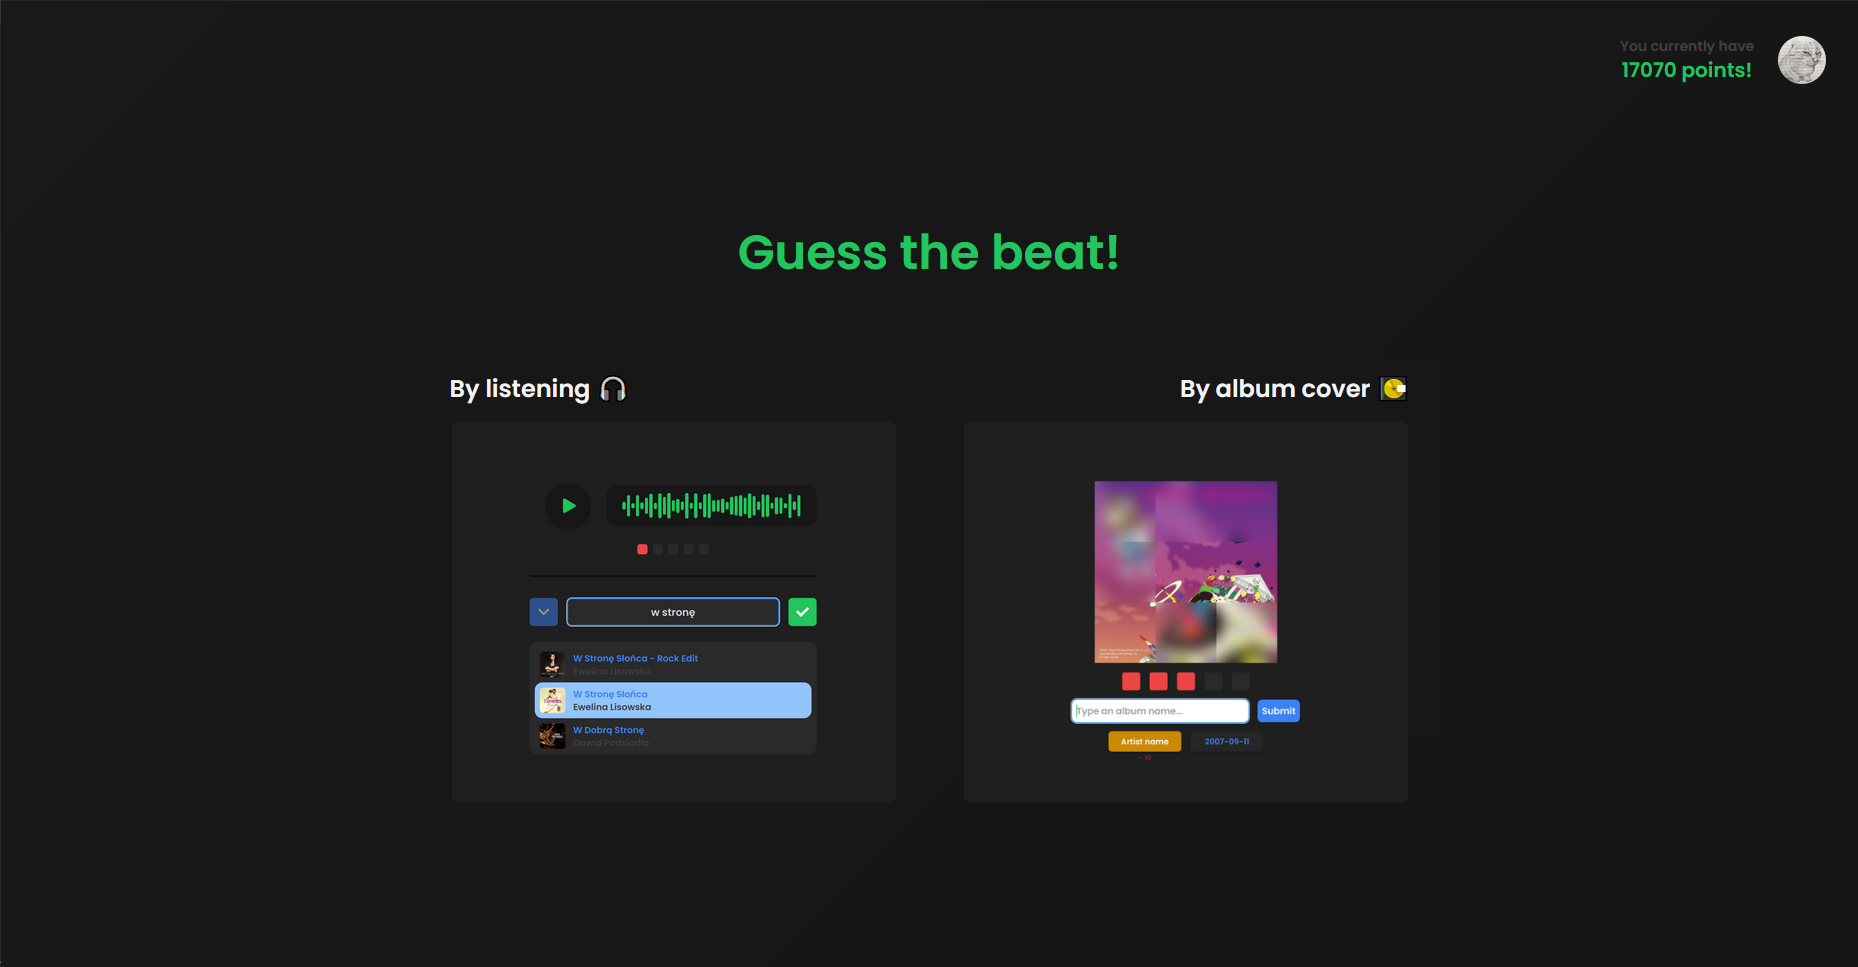 You currently have
17070 points!
Guess the beat!
By listening
By album cover
w stronę
W Stronę Słońca - Rock Edit
Ewelina Lisowska
W Stronę Słońca
Ewelina Lisowska
W Dobrą Stronę
Dawid Podsiadło
Type an album name...
Submit
Artist name
2007-09-11
- 10